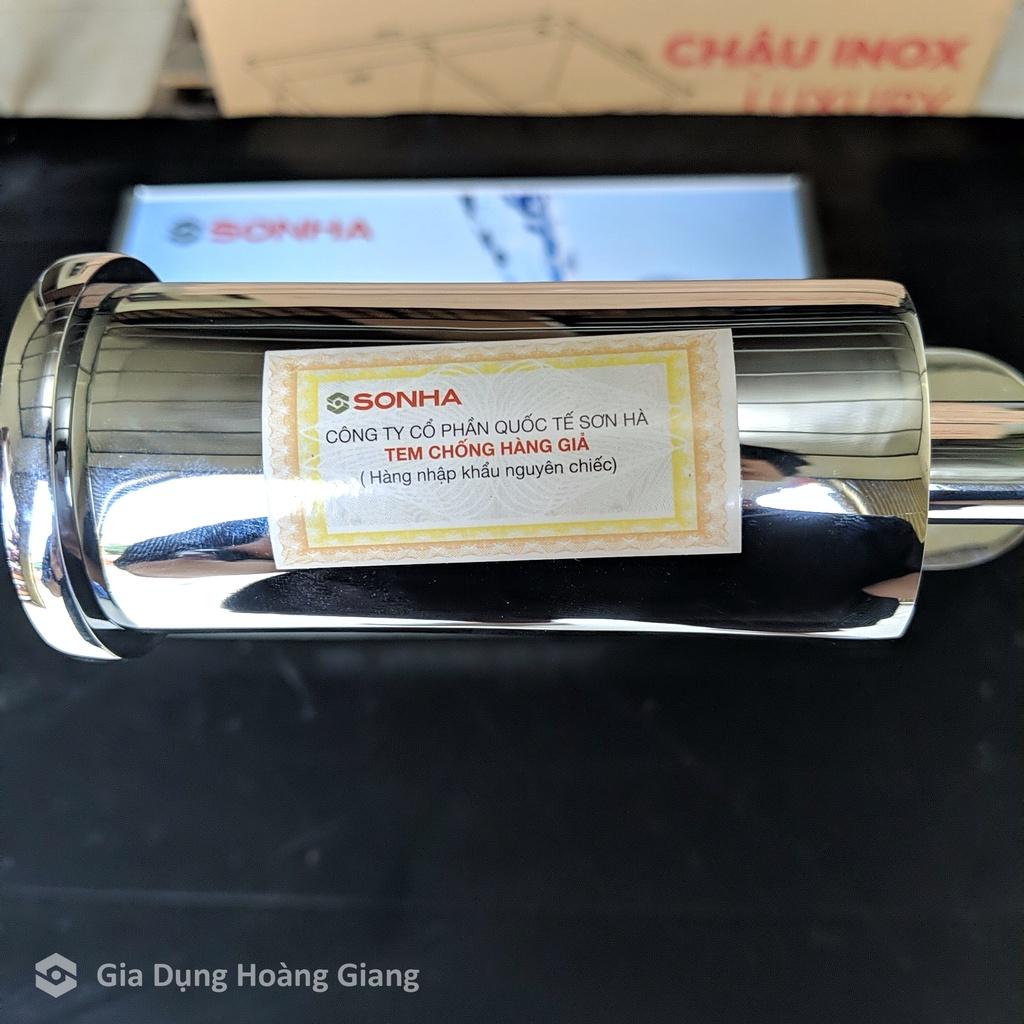 CHẬU INOX
LUXURY
SONHA
SONHA
CÔNG TY CỔ PHẦN QUỐC TẾ SƠN HÀ
TEM CHỐNG HÀNG GIẢ
( Hàng nhập khẩu nguyên chiếc)
Gia Dụng Hoàng Giang